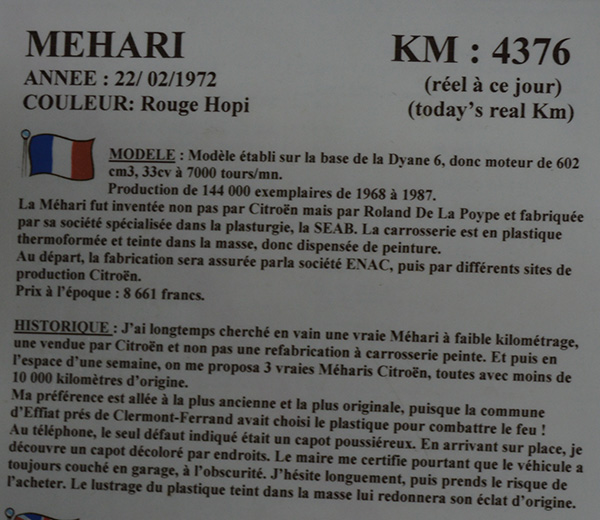 MEHARI
KM : 4376
ANNEE : 22/ 02/1972
(réel à ce jour)
COULEUR: Rouge Hopi
(today's real Km)
MODELE : Modèle établi sur la base de la Dyane 6, donc moteur de 602
cm3, 33cv à 7000 tours/mn.
Production de 144 000 exemplaires de 1968 à 1987.
La Méhari fut inventée non pas par Citroën mais par Roland De La Poype et fabriquée
par sa société spécialisée dans la plasturgie, la SEAB. La carrosserie est en plastique
thermoformée et teinte dans la masse, donc dispensée de peinture.
Au départ, la fabrication sera assurée parla société ENAC, puis par différents sites de
production Citroën.
Prix à l'époque : 8 661 francs.
HISTORIQUE : J'ai longtemps cherché en vain une vraie Méhari à faible kilométrage,
une vendue par Citroën et non pas une refabrication à carrosserie peinte. Et puis en
l'espace d'une semaine, on me proposa 3 vraies Méharis Citroën, toutes avec moins de
10 000 kilomètres d'origine.
Ma préférence est allée à la plus ancienne et la plus originale, puisque la commune
d'Effiat prés de Clermont-Ferrand avait choisi le plastique pour combattre le feu !
Au téléphone, le seul défaut indiqué était un capot poussiéreux. En arrivant sur place, je
découvre un capot décoloré par endroits. Le maire me certifie pourtant que le véhicule a
toujours couché en garage, à l'obscurité. J'hésite longuement, puis prends le risque de
l'acheter. Le lustrage du plastique teint dans la masse lui redonnera son éclat d'origine.